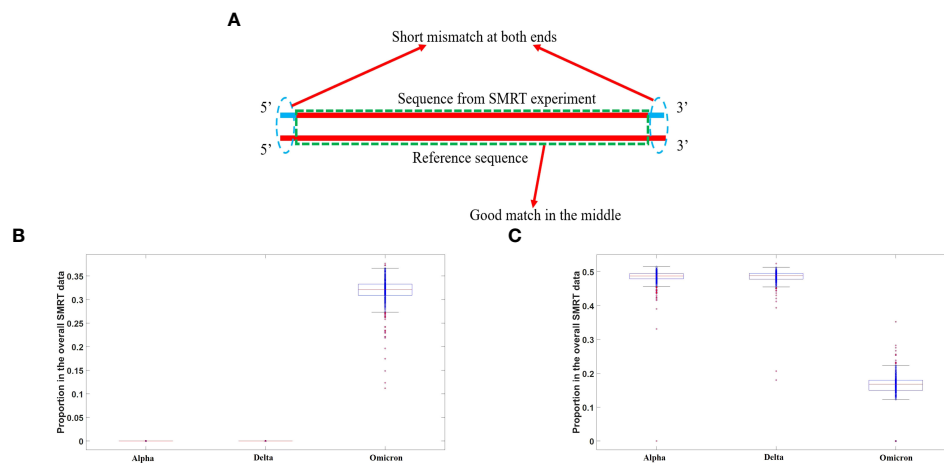 A
Short mismatch at both ends
5’
Sequence from SMRT experiment
3’
5’
Reference sequence
3’
Good match in the middle
B
Proportion in the overall SMRT data
0.35
0.3
0.25
0.2
0.15
0.1
0.05
0
Alpha
Delta
Omicron
C
Proportion in the overall SMRT data
0.5
0.4
0.3
0.2
0.1
0
Alpha
Delta
Omicron